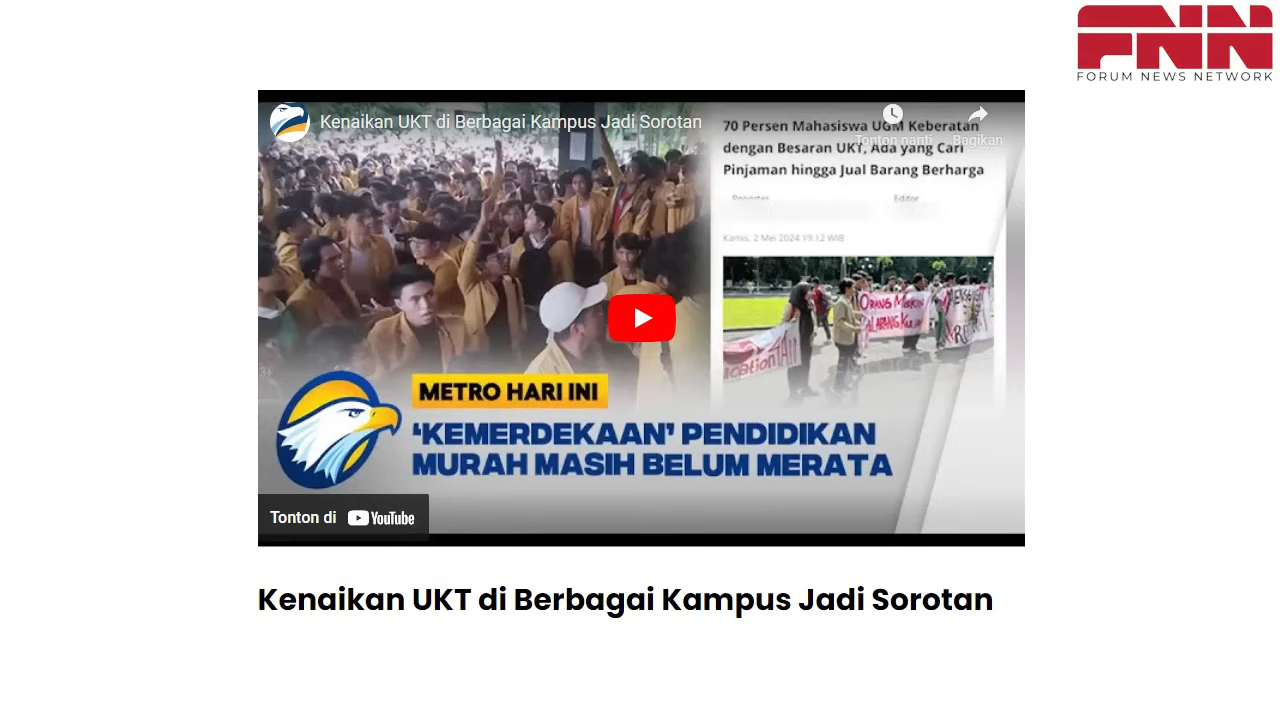 FNN
FORUM NEWS NETWORK
Kenaikan UKT di Berbagai Kampus Jadi Sorotan
Tonton nanti
Bagikan
70 Persen Mahasiswa UGM Keberatan
dengan Besaran UKT, Ada yang Cari
Pinjaman hingga Jual Barang Berharga
Reporter
Editor
Kamis, 2 Mei 2024 19.12 WIB
ORANG MISKIN
METRO HARI INI
'KEMERDEKAAN' PENDIDIKAN
MURAH MASIH BELUM MERATA
Tonton di YouTube
Kenaikan UKT di Berbagai Kampus Jadi Sorotan